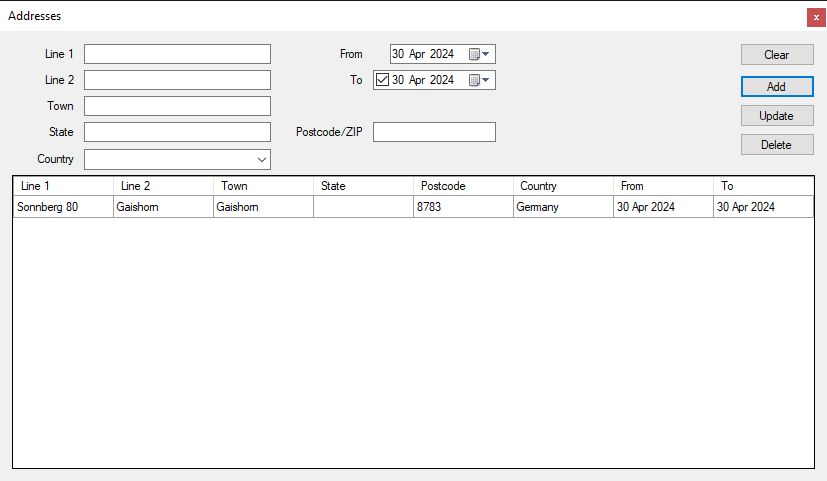 Addresses
x
Line 1 From 30 Apr 2024 Clear
Line 2 To 30 Apr 2024 Add
Town Update
State Postcode/ZIP Delete
Country
Line 1 Line 2 Town State Postcode Country From To
Sonnberg 80 Gaishorn Gaishorn 8783 Germany 30 Apr 2024 30 Apr 2024